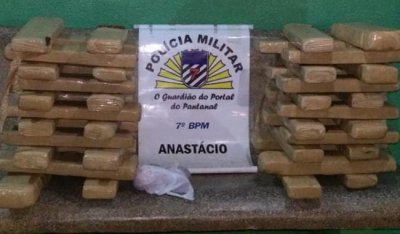 POLÍCIA MILITAR
O Guardião do Portal
do Pantanal
7º BPM
ANASTÁCIO